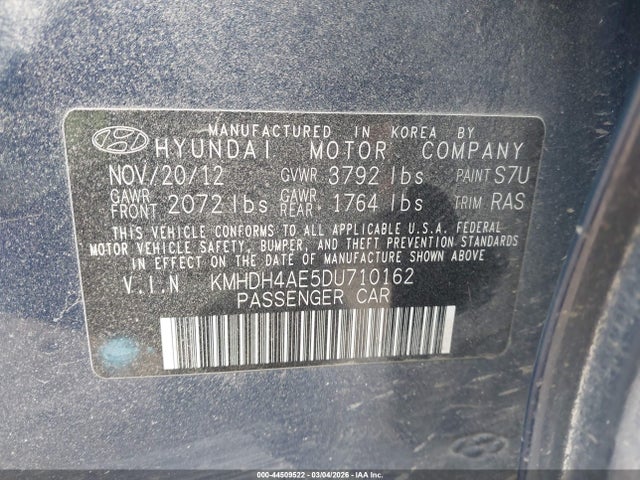 MANUFACTURED IN KOREA BY
HYUNDAI MOTOR COMPANY
NOV/20/12 GVWR 3792 lbs PAINT S7U
GAWR FRONT 2072 lbs GAWR REAR 1764 lbs TRIM RAS
THIS VEHICLE CONFORMS TO ALL APPLICABLE U.S.A. FEDERAL
MOTOR VEHICLE SAFETY, BUMPER, AND THEFT PREVENTION STANDARDS
IN EFFECT ON THE DATE OF MANUFACTURE SHOWN ABOVE
V.I.N KMHDH4AE5DU710162
PASSENGER CAR
000-44509522 - 03/04/2026 - IAA Inc.